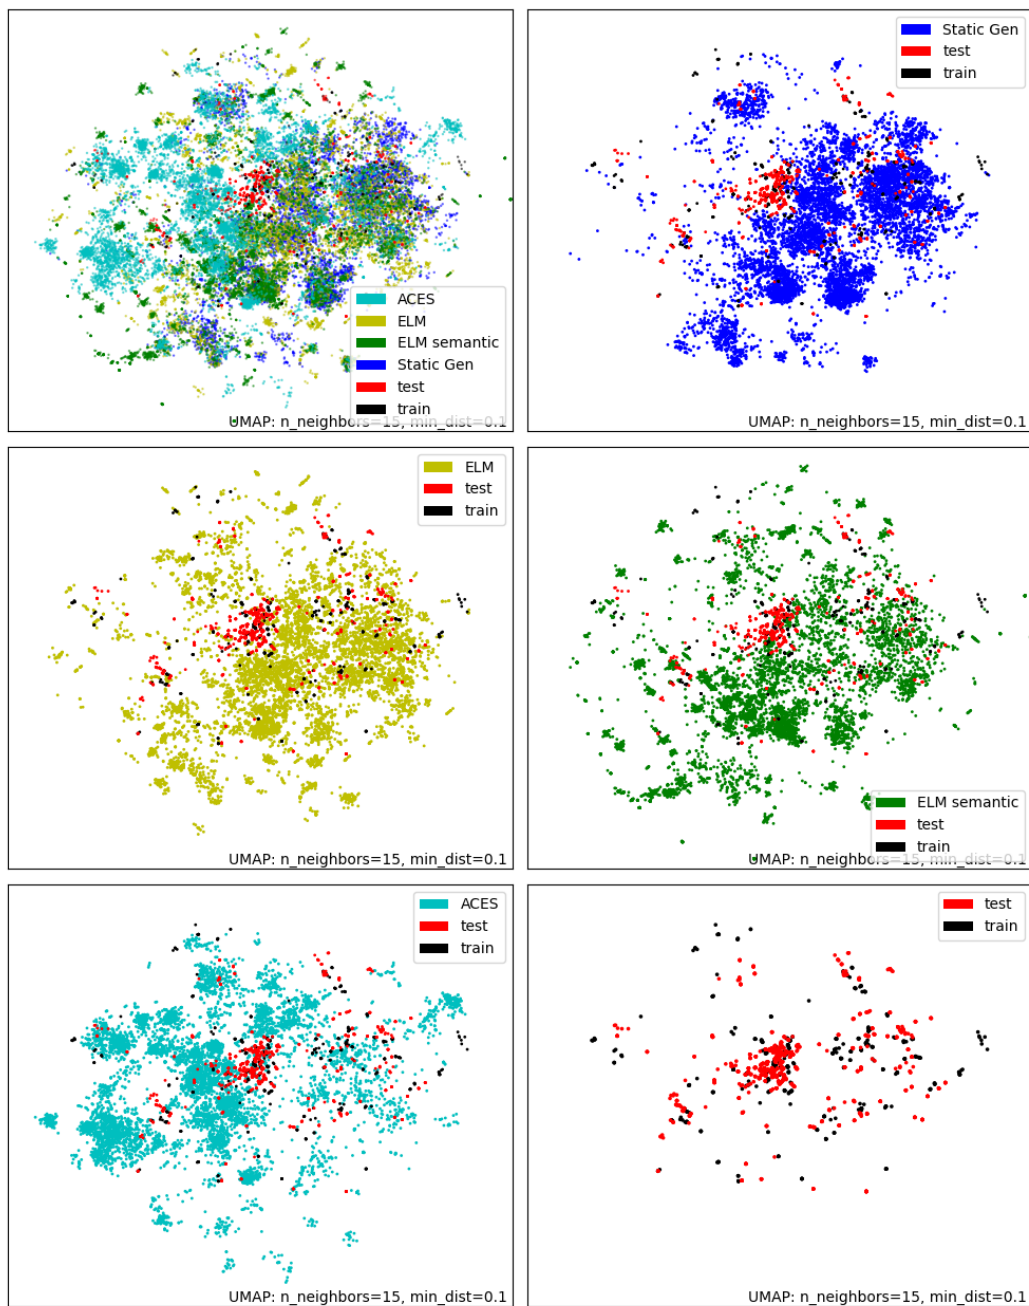 ACES
ELM
ELM semantic
Static Gen
test
train
UMAP: n_neighbors=15, min_dist=0.1
Static Gen
test
train
UMAP: n_neighbors=15, min_dist=0.1
ELM
test
train
UMAP: n_neighbors=15, min_dist=0.1
ELM semantic
test
train
UMAP: n_neighbors=15, min_dist=0.1
ACES
test
train
UMAP: n_neighbors=15, min_dist=0.1
test
train
UMAP: n_neighbors=15, min_dist=0.1